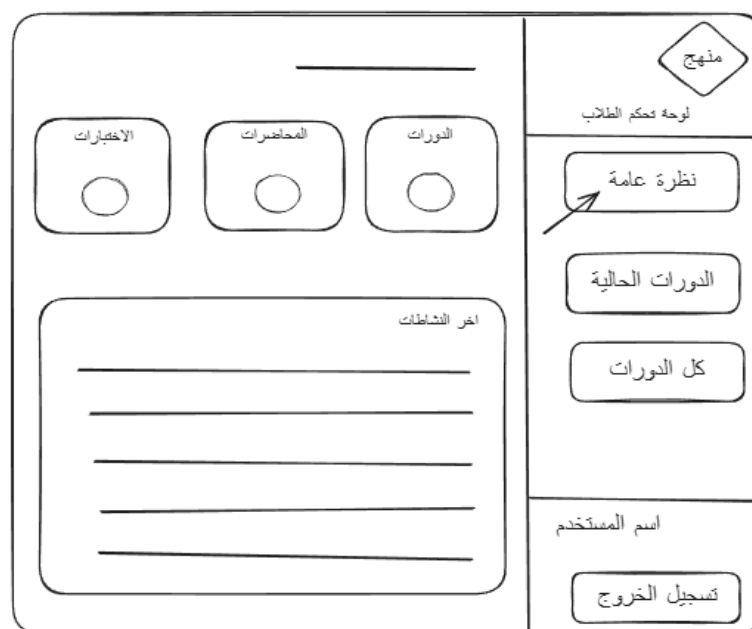 منهج
لوحة تحكم الطلاب
نظرة عامة
الدورات الحالية
كل الدورات
اسم المستخدم
تسجيل الخروج
الدورات
المحاضرات
الاختبارات
اخر النشاطات